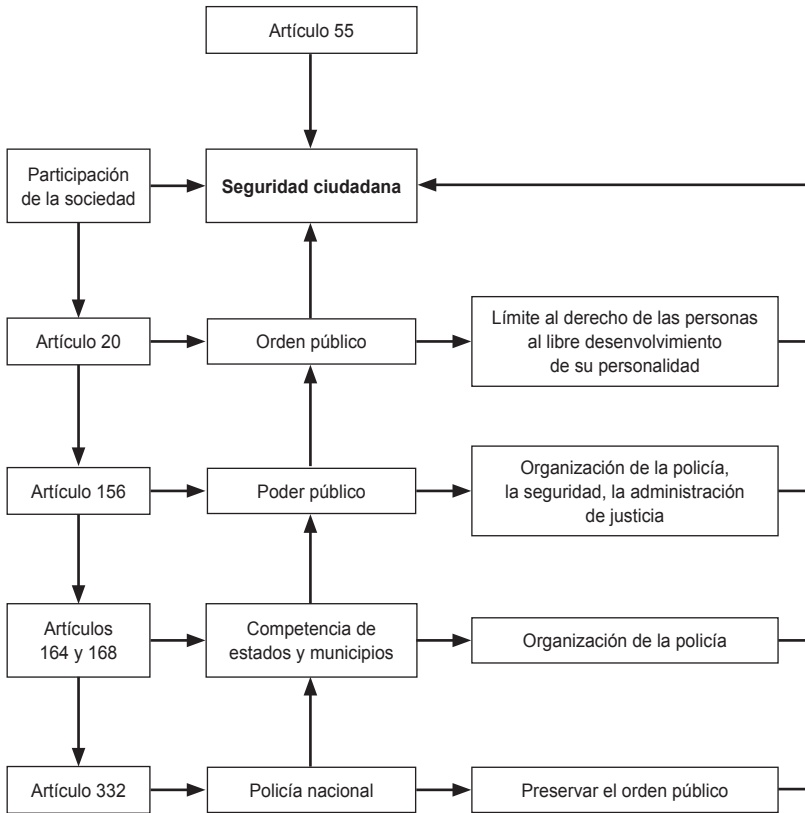 Artículo 55
Participación
de la sociedad
Seguridad ciudadana
Artículo 20
Orden público
Límite al derecho de las personas
al libre desenvolvimiento
de su personalidad
Artículo 156
Poder público
Organización de la policía,
la seguridad, la administración
de justicia
Artículos
164 y 168
Competencia de
estados y municipios
Organización de la policía
Artículo 332
Policía nacional
Preservar el orden público